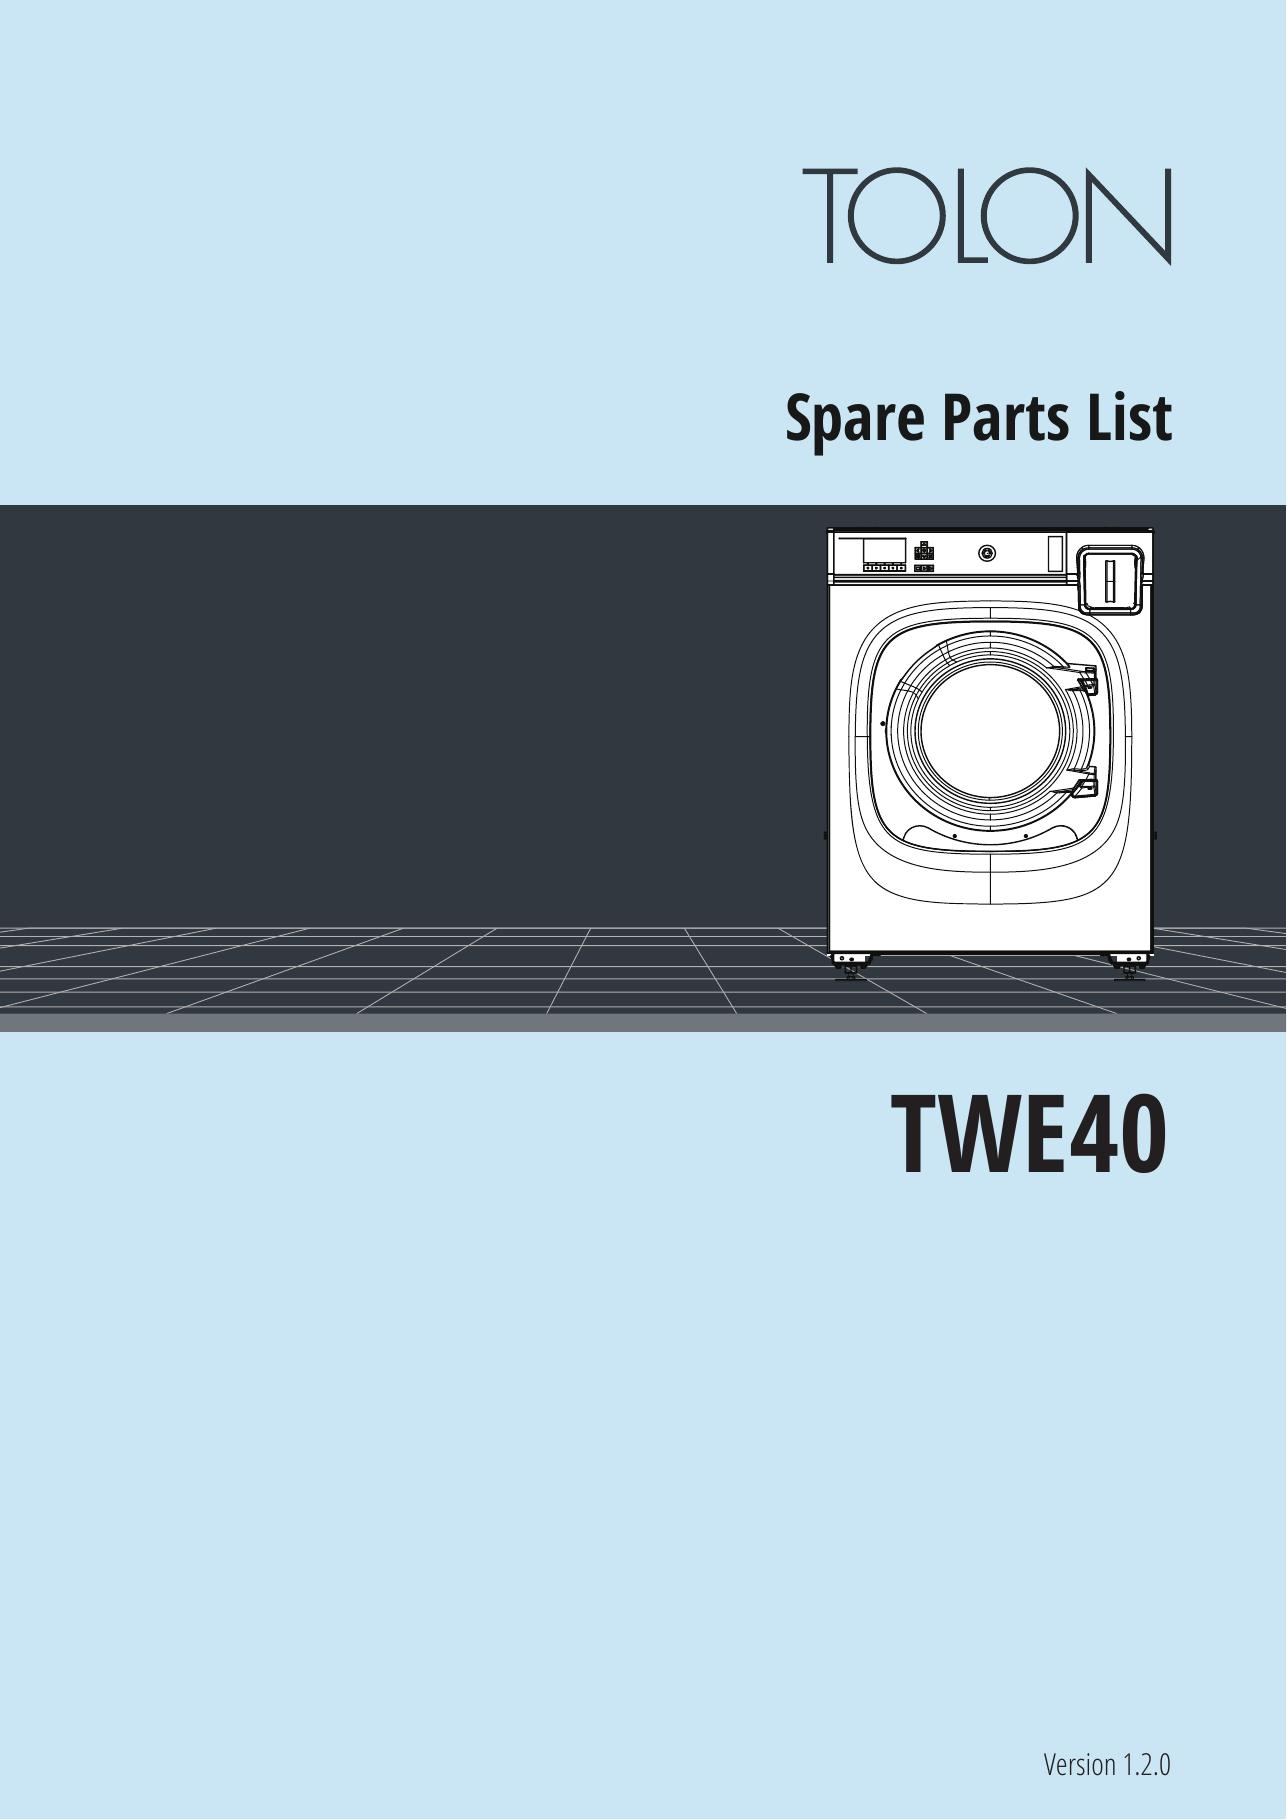 TOLON
Spare Parts List
TWE40
Version 1.2.0